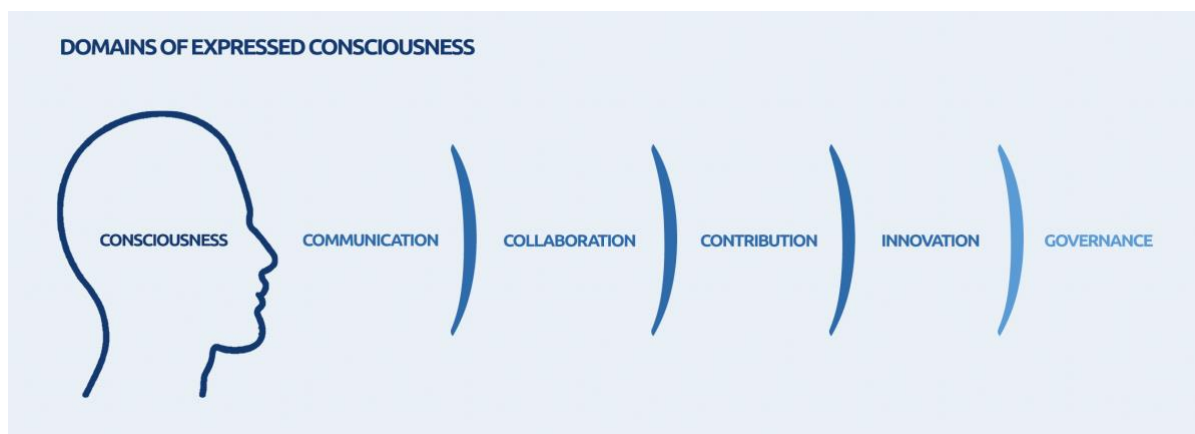 DOMAINS OF EXPRESSED CONSCIOUSNESS
CONSCIOUSNESS
COMMUNICATION
COLLABORATION
CONTRIBUTION
INNOVATION
GOVERNANCE